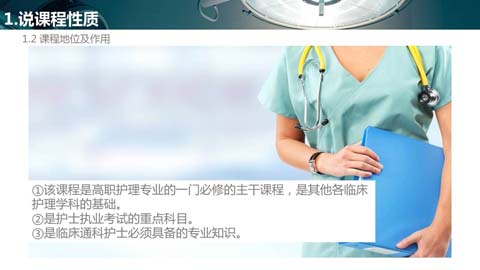 1.说课程性质
1.2 课程地位及作用
①该课程是高职护理专业的一门必修的主干课程，是其他各临床
护理学科的基础。
②是护士执业考试的重点科目。
③是临床通科护士必须具备的专业知识。